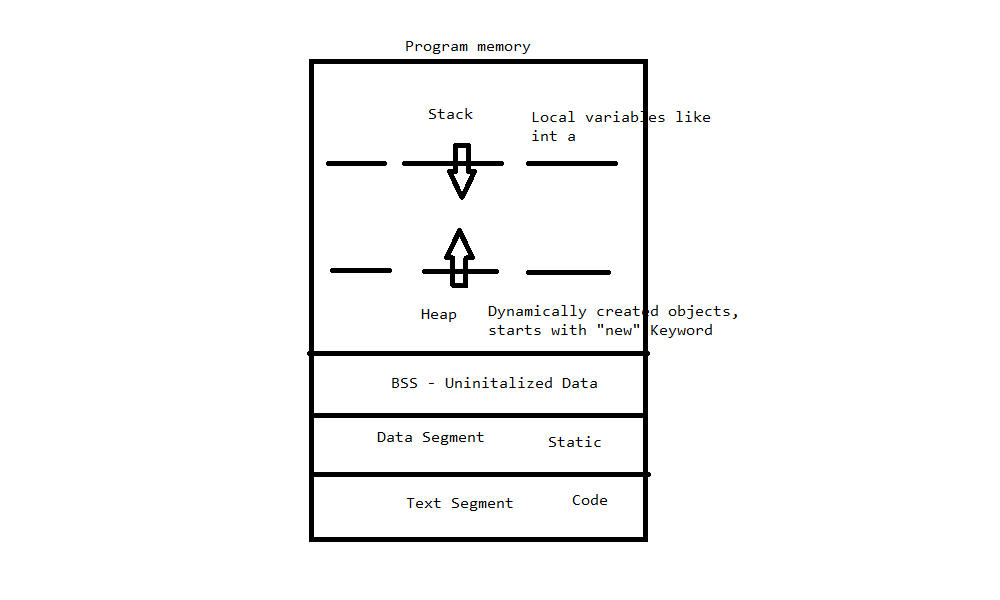 Program memory
Stack
Local variables like
int a
Heap
Dynamically created objects,
starts with "new" Keyword
BSS - Uninitalized Data
Data Segment
Static
Text Segment
Code